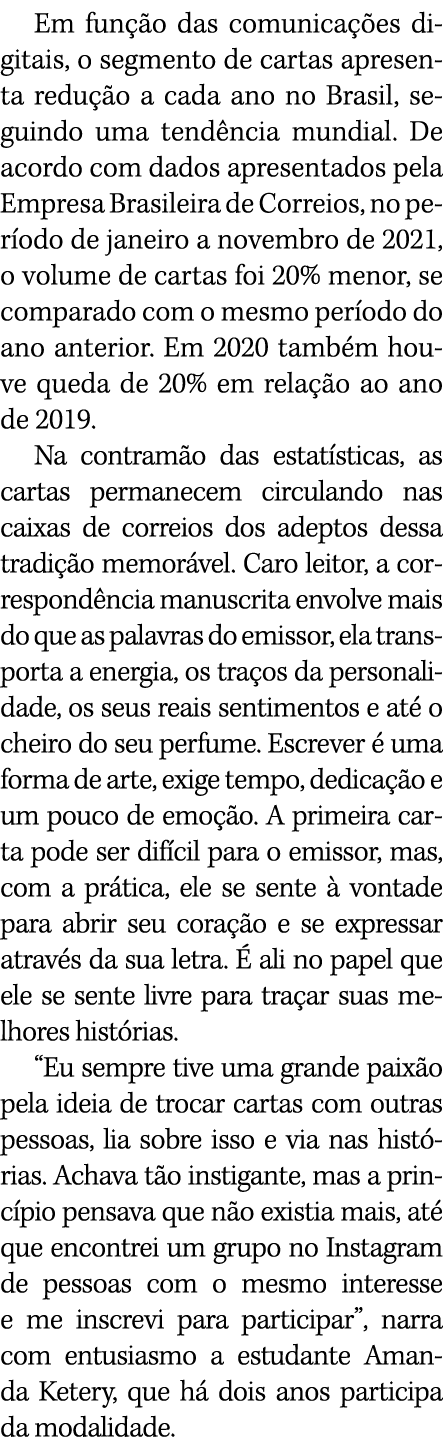 Em função das comunicações di-
gitais, o segmento de cartas apresen-
ta redução a cada ano no Brasil, se-
guindo uma tendência mundial. De
acordo com dados apresentados pela
Empresa Brasileira de Correios, no pe-
ríodo de janeiro a novembro de 2021,
o volume de cartas foi 20% menor, se
comparado com o mesmo período do
ano anterior. Em 2020 também hou-
ve queda de 20% em relação ao ano
de 2019.
Na contramão das estatísticas, as
cartas permanecem circulando nas
caixas de correios dos adeptos dessa
tradição memorável. Caro leitor, a cor-
respondência manuscrita envolve mais
do que as palavras do emissor, ela trans-
porta a energia, os traços da personali-
dade, os seus reais sentimentos e até o
cheiro do seu perfume. Escrever é uma
forma de arte, exige tempo, dedicação e
um pouco de emoção. A primeira car-
ta pode ser difícil para o emissor, mas,
com a prática, ele se sente à vontade
para abrir seu coração e se expressar
através da sua letra. É ali no papel que
ele se sente livre para traçar suas me-
lhores histórias.
“Eu sempre tive uma grande paixão
pela ideia de trocar cartas com outras
pessoas, lia sobre isso e via nas histó-
rias. Achava tão instigante, mas a prin-
cípio pensava que não existia mais, até
que encontrei um grupo no Instagram
de pessoas com o mesmo interesse
e me inscrevi para participar”, narra
com entusiasmo a estudante Aman-
da Ketery, que há dois anos participa
da modalidade.